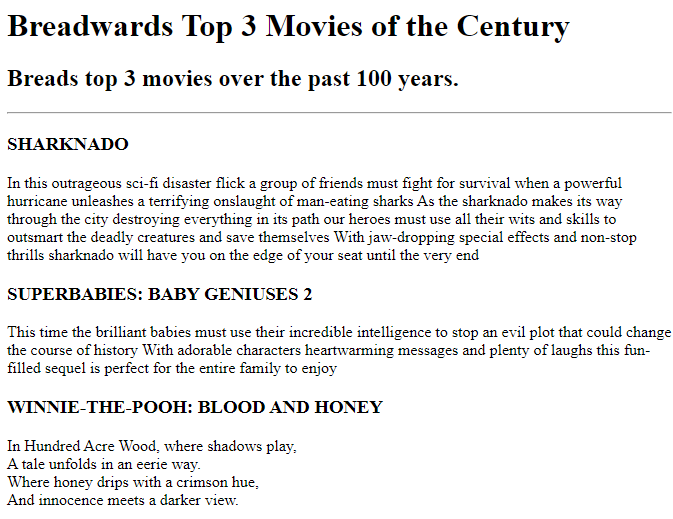 Breadwards Top 3 Movies of the Century
Breads top 3 movies over the past 100 years.
SHARKNADO
In this outrageous sci-fi disaster flick a group of friends must fight for survival when a powerful
hurricane unleashes a terrifying onslaught of man-eating sharks As the sharknado makes its way
through the city destroying everything in its path our heroes must use all their wits and skills to
outsmart the deadly creatures and save themselves With jaw-dropping special effects and non-stop
thrills sharknado will have you on the edge of your seat until the very end
SUPERBABIES: BABY GENIUSES 2
This time the brilliant babies must use their incredible intelligence to stop an evil plot that could change
the course of history With adorable characters heartwarming messages and plenty of laughs this fun-
filled sequel is perfect for the entire family to enjoy
WINNIE-THE-POOH: BLOOD AND HONEY
In Hundred Acre Wood, where shadows play,
A tale unfolds in an eerie way.
Where honey drips with a crimson hue,
And innocence meets a darker view.